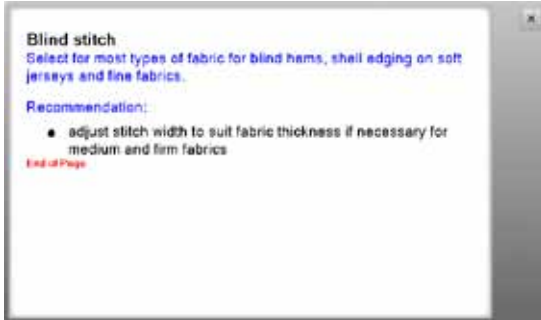 Blind stitch
Select for most types of fabric for blind hems, shell edging on soft
jerseys and fine fabrics.
Recommendation:
● adjust stitch width to suit fabric thickness if necessary for
medium and firm fabrics
End of Page